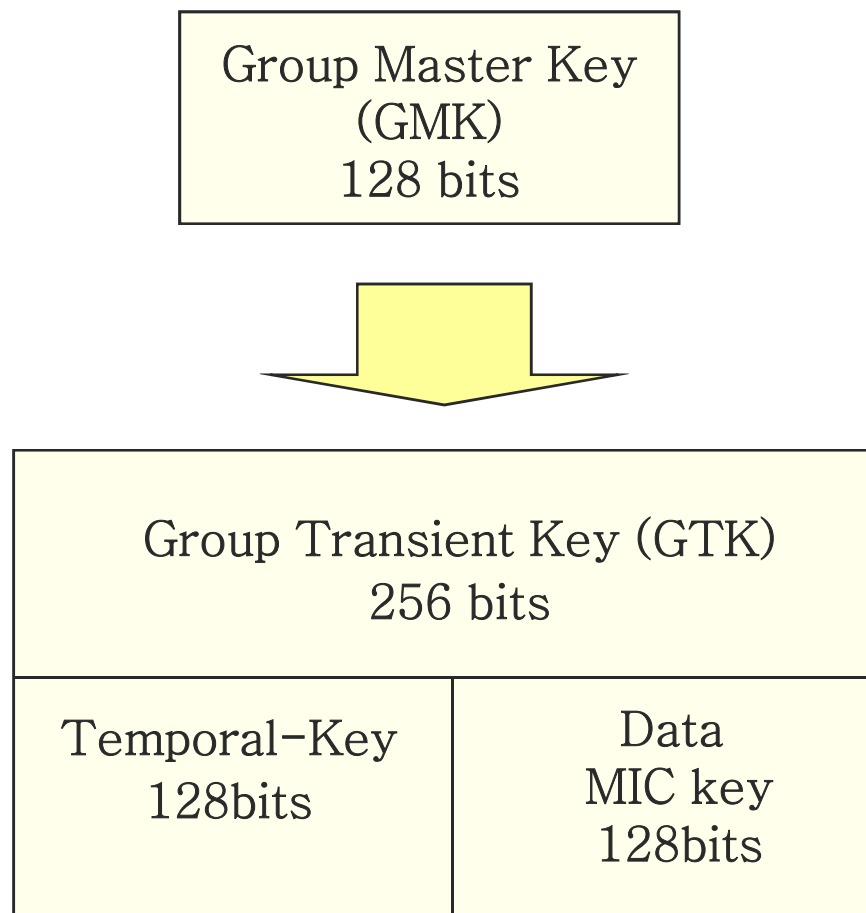 Group Master Key
(GMK)
128 bits
Group Transient Key (GTK)
256 bits
Temporal-Key
128bits
Data
MIC key
128bits